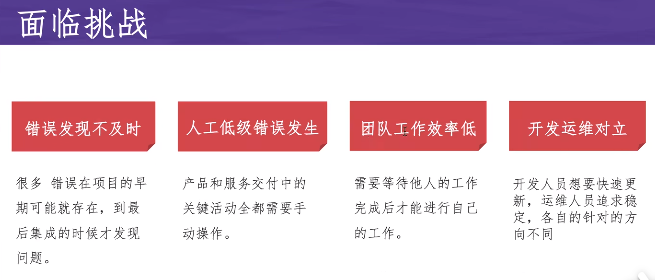 面临挑战
错误发现不及时
很多 错误在项目的早
期可能就存在，到最
后集成的时候才发现
问题。
人工低级错误发生
产品和服务交付中的
关键活动全都需要手
动操作。
团队工作效率低
需要等待他人的工作
完成后才能进行自己
的工作。
开发运维对立
开发人员想要快速更
新，运维人员追求稳
定，各自的针对的方
向不同